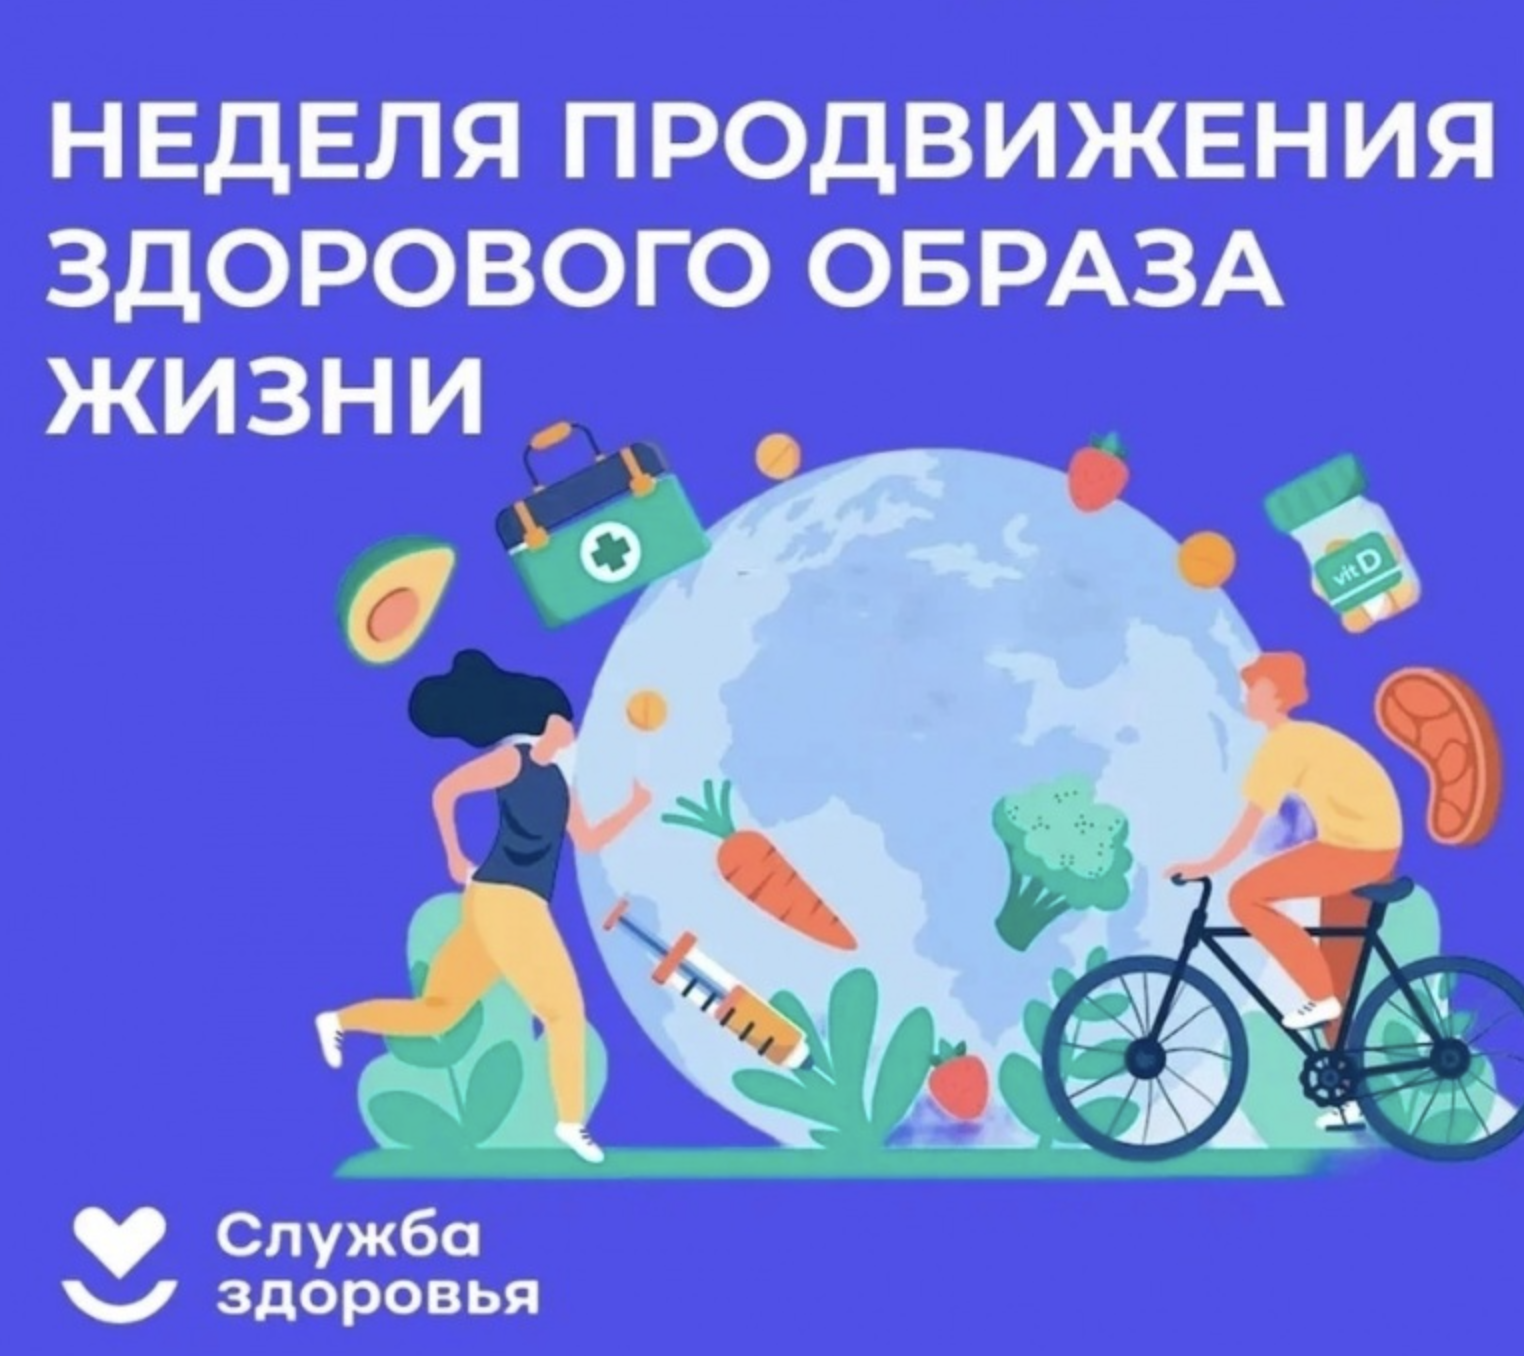 НЕДЕЛЯ ПРОДВИЖЕНИЯ
ЗДОРОВОГО ОБРАЗА
ЖИЗНИ
vit D
Служба
здоровья